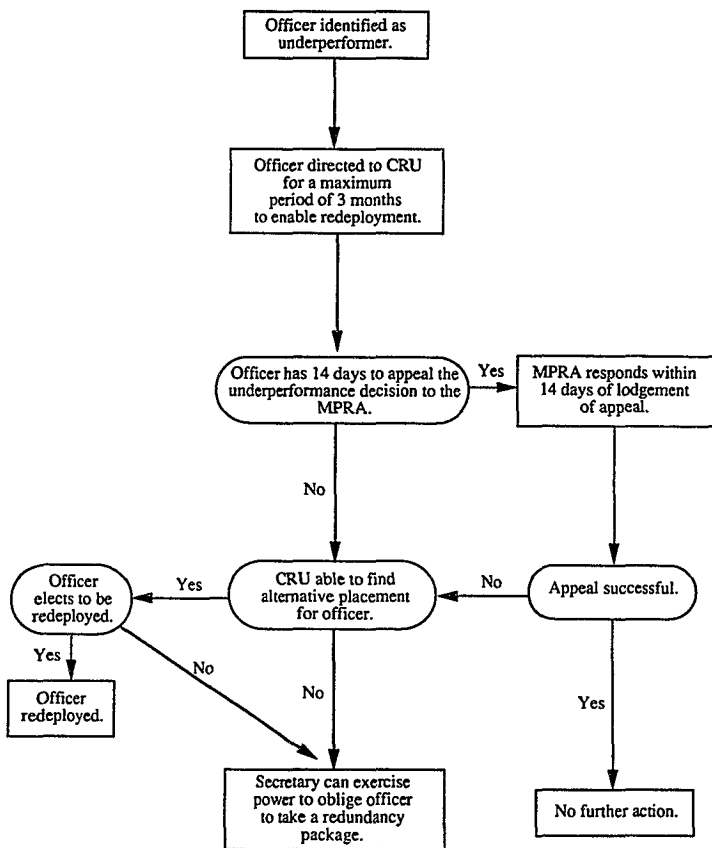 Officer identified as
underperformer.
Officer directed to CRU
for a maximum
period of 3 months
to enable redeployment.
Officer has 14 days to appeal the
underperformance decision to the
MPRA.
Yes
MPRA responds within
14 days of lodgement
of appeal.
No
Officer
elects to be
redeployed.
Yes
CRU able to find
alternative placement
for officer.
No
Appeal successful.
Yes
No
No
Yes
Officer
redeployed.
Secretary can exercise
power to oblige officer
to take a redundancy
package.
No further action.